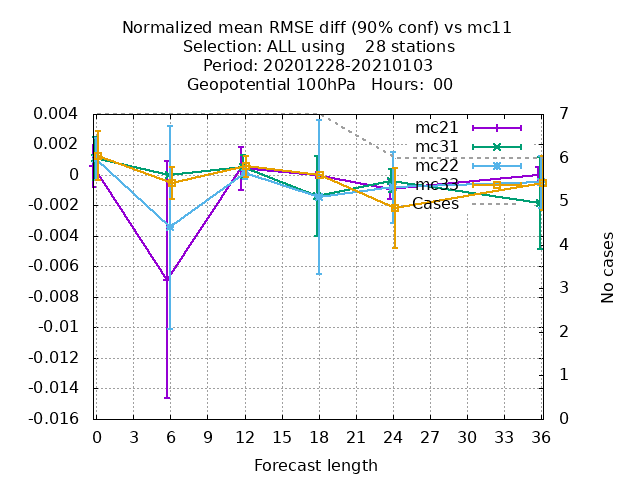 Normalized mean RMSE diff (90% conf) vs mc11
Selection: ALL using    28 stations
Period: 20201228-20210103
Geopotential 100hPa   Hours: 00
0.004
0.002
0
-0.002
-0.004
-0.006
-0.008
-0.01
-0.012
-0.014
-0.016
mc21
mc31
mc22
mc33
Cases
7
6
5
4
3
2
1
0
No cases
0 3 6 9 12 15 18 21 24 27 30 33 36
Forecast length